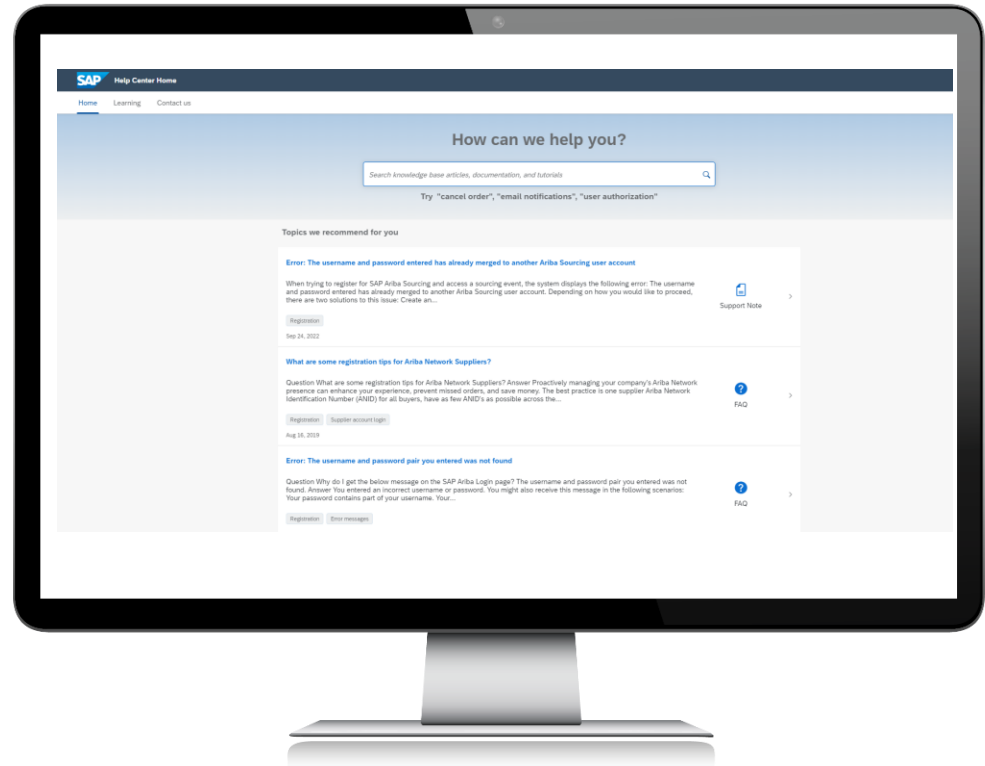 SAP Help Center Home
Home Learning Contact us
How can we help you?
Search knowledge base articles, documentation, and tutorials
Try "cancel order", "email notifications", "user authorization"
Topics we recommend for you
Error: The username and password entered has already merged to another Ariba Sourcing user account
When trying to register for SAP Ariba Sourcing and access a sourcing event, the system displays the following error: The username
and password entered has already merged to another Ariba Sourcing user account. Depending on how you would like to proceed,
there are two solutions to this issue: Create an...
Support Note
Registration
Sep 24, 2022
What are some registration tips for Ariba Network Suppliers?
Question What are some registration tips for Ariba Network Suppliers? Answer Proactively managing your company's Ariba Network
presence can enhance your experience, prevent missed orders, and save money. The best practice is one supplier Ariba Network
Identification Number (ANID) for all buyers, have as few ANID's as possible across the...
FAQ
Registration Supplier account login
Aug 16, 2019
Error: The username and password pair you entered was not found
Question Why do I get the below message on the SAP Ariba Login page? The username and password pair you entered was not
found. Answer You entered an incorrect username or password. You might also receive this message in the following scenarios:
Your password contains part of your username. Your...
FAQ
Registration Error messages